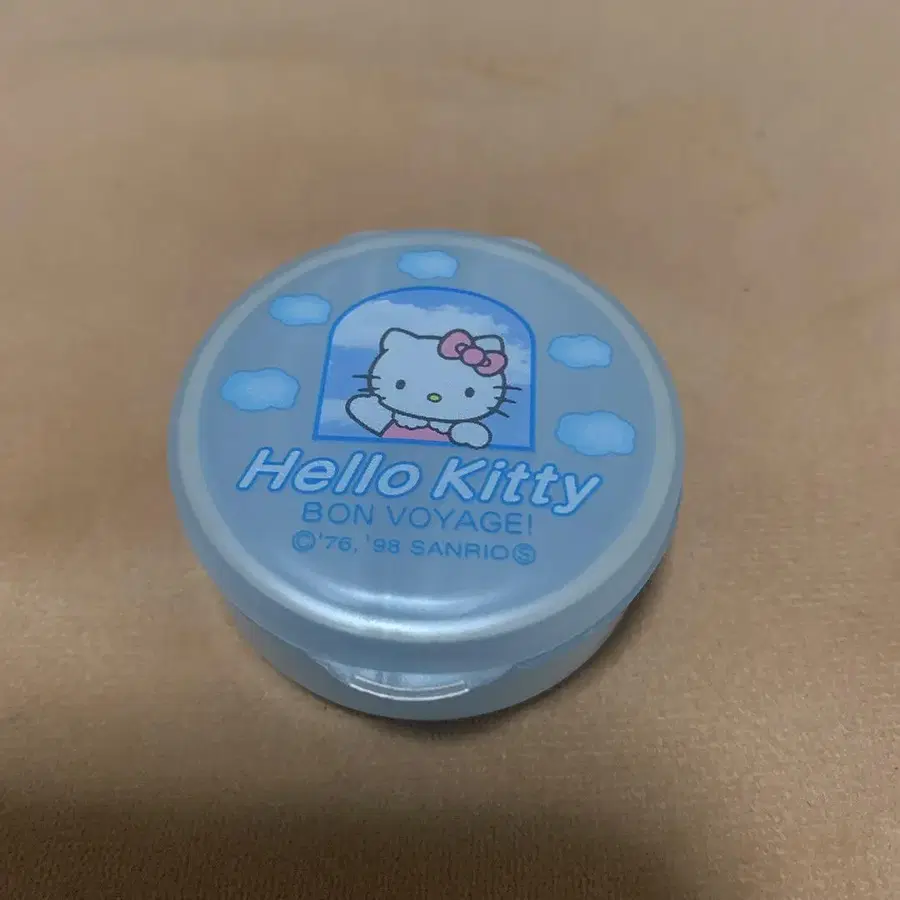 Hello Kitty
BON VOYAGE!
©'76, '98 SANRIO Ⓢ